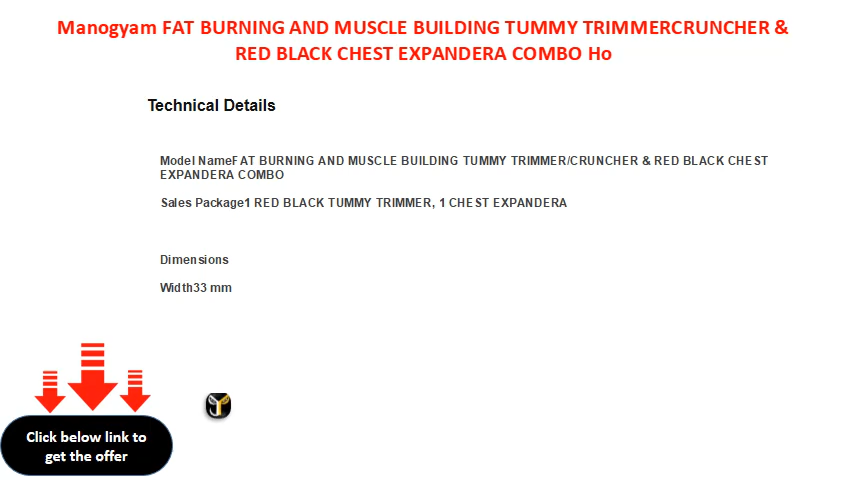 Manogyam FAT BURNING AND MUSCLE BUILDING TUMMY TRIMMERCRUNCHER &
RED BLACK CHEST EXPANDERA COMBO Ho
Technical Details
Model NameFAT BURNING AND MUSCLE BUILDING TUMMY TRIMMER/CRUNCHER & RED BLACK CHEST
EXPANDERA COMBO
Sales Package1 RED BLACK TUMMY TRIMMER, 1 CHEST EXPANDERA
Dimensions
Width33 mm
Click below link to
get the offer